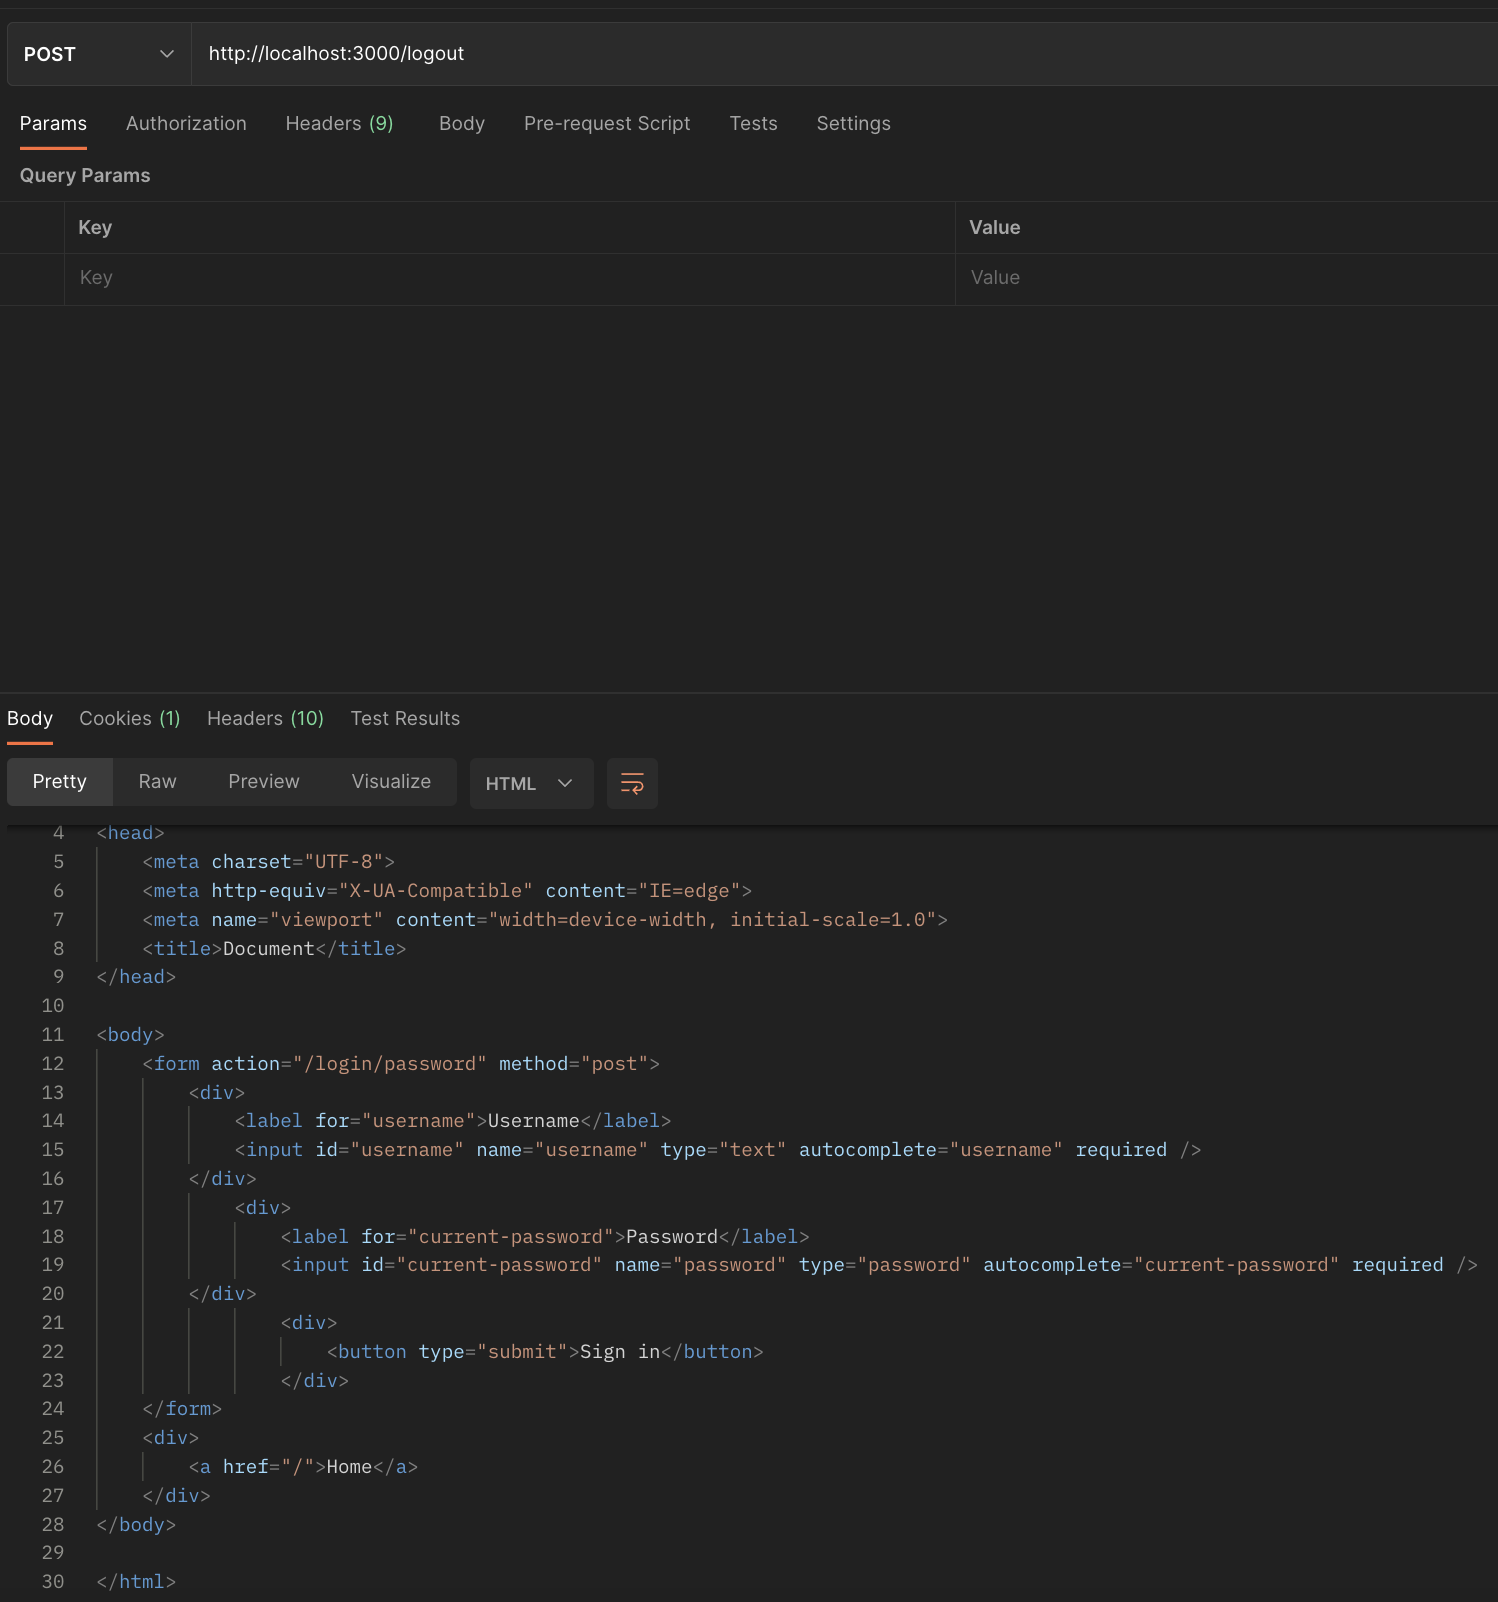 POST http://localhost:3000/logout
Params Authorization Headers (9) Body Pre-request Script Tests Settings
Query Params
Key Value
Key Value
Body Cookies (1) Headers (10) Test Results
Pretty Raw Preview Visualize HTML
4 <head>
5 <meta charset="UTF-8">
6 <meta http-equiv="X-UA-Compatible" content="IE=edge">
7 <meta name="viewport" content="width=device-width, initial-scale=1.0">
8 <title>Document</title>
9 </head>
10
11 <body>
12 <form action="/login/password" method="post">
13 <div>
14 <label for="username">Username</label>
15 <input id="username" name="username" type="text" autocomplete="username" required />
16 </div>
17 <div>
18 <label for="current-password">Password</label>
19 <input id="current-password" name="password" type="password" autocomplete="current-password" required />
20 </div>
21 <div>
22 <button type="submit">Sign in</button>
23 </div>
24 </form>
25 <div>
26 <a href="/">Home</a>
27 </div>
28 </body>
29
30 </html>